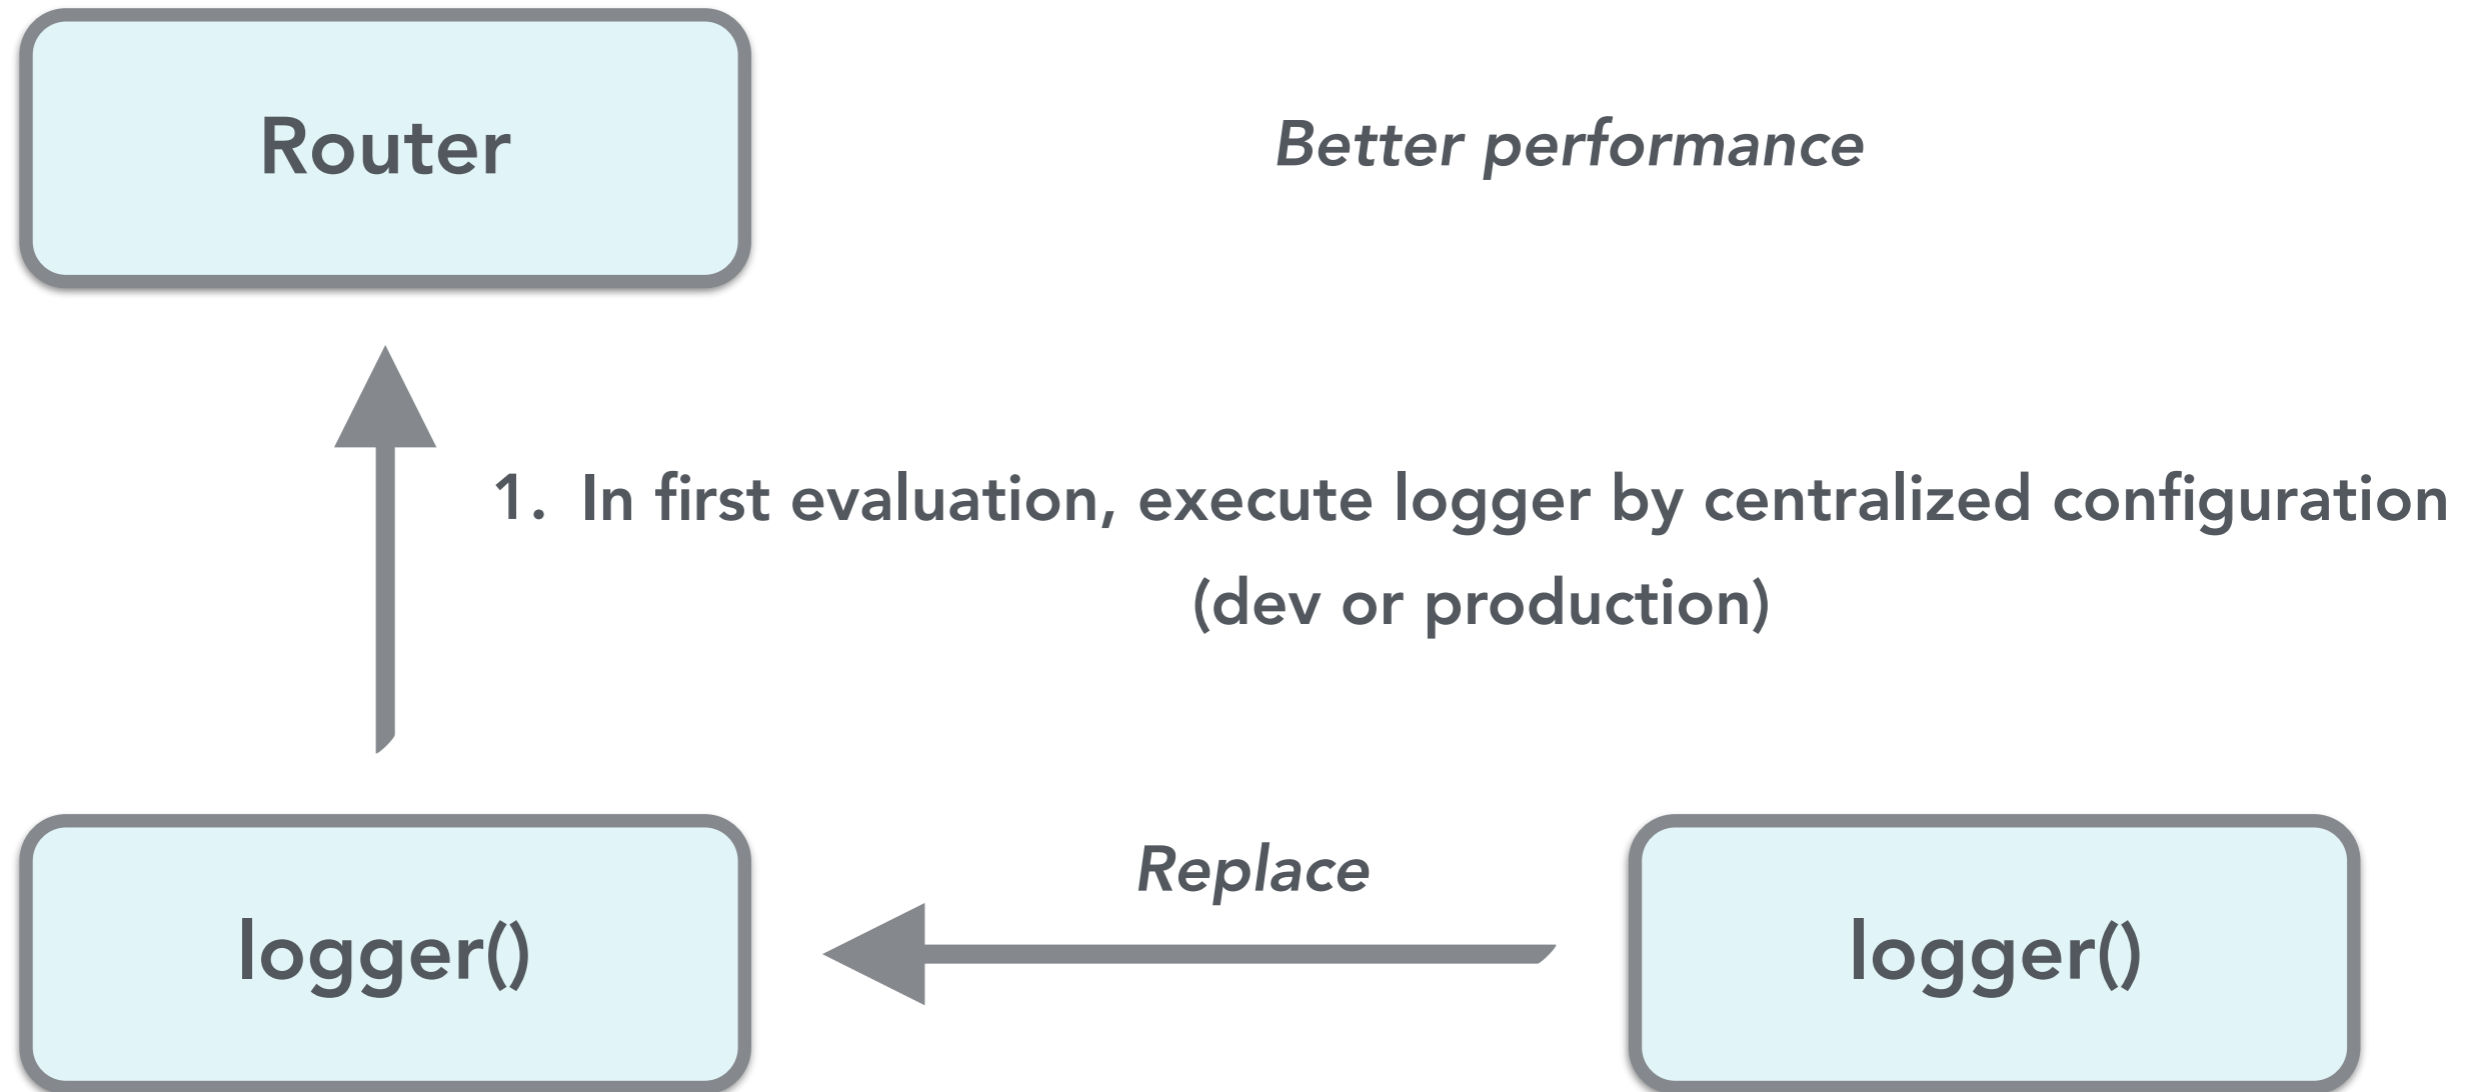 Router
Better performance
1. In first evaluation, execute logger by centralized configuration
(dev or production)
Replace
logger()
logger()